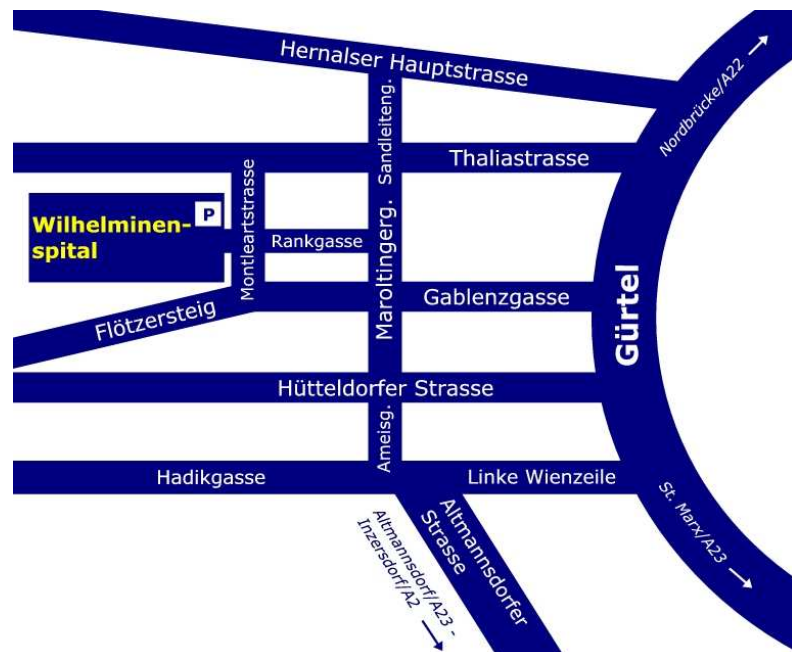 Hernalser Hauptstrasse
Nordbrücke/A22
Sandleiteng.
Thaliastrasse
Montleartstrasse
P
Wilhelminen-
spital
Rankgasse
Maroltingerg.
Gablenzgasse
Gürtel
Flötzersteig
Hütteldorfer Strasse
Ameisg.
Hadikgasse
Linke Wienzeile
St. Marx/A23
Altmannsdorfer
Strasse
Altmannsdorf/A23 -
Inzersdorf/A2